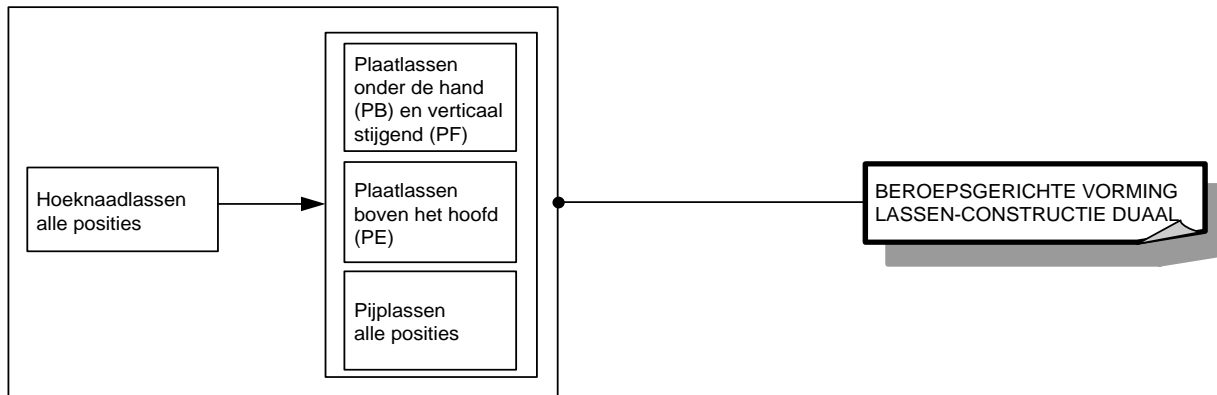 Hoeknaadlassen
alle posities
Plaatlassen
onder de hand
(PB) en verticaal
stijgend (PF)
Plaatlassen
boven het hoofd
(PE)
Pijplassen
alle posities
BEROEPSGERICHTE VORMING
LASSEN-CONSTRUCTIE DUAAL